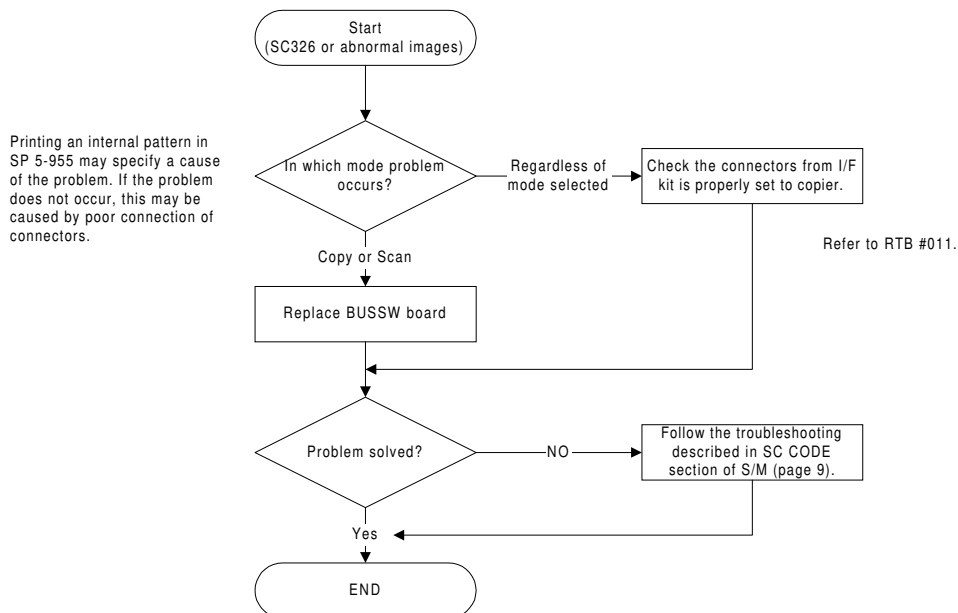 Start
(SC326 or abnormal images)
Printing an internal pattern in
SP 5-955 may specify a cause
of the problem. If the problem
does not occur, this may be
caused by poor connection of
connectors.
In which mode problem
occurs?
Regardless of
mode selected
Check the connectors from I/F
kit is properly set to copier.
Refer to RTB #011.
Copy or Scan
Replace BUSSW board
Problem solved?
NO
Follow the troubleshooting
described in SC CODE
section of S/M (page 9).
Yes
END